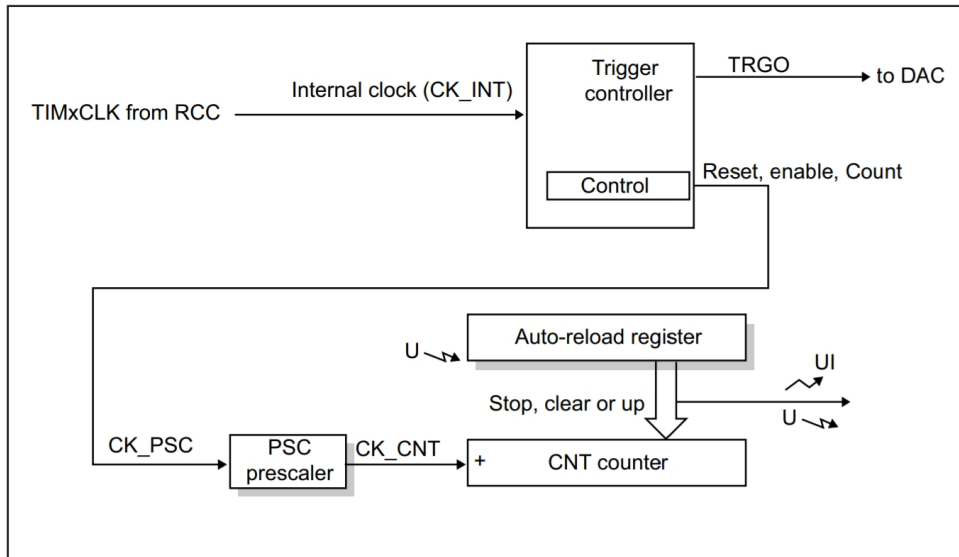 Trigger
controller
TRGO
to DAC
Internal clock (CK_INT)
TIMxCLK from RCC
Control
Reset, enable, Count
Auto-reload register
U
UI
Stop, clear or up
U
CK_PSC
PSC
prescaler
CK_CNT
+
CNT counter